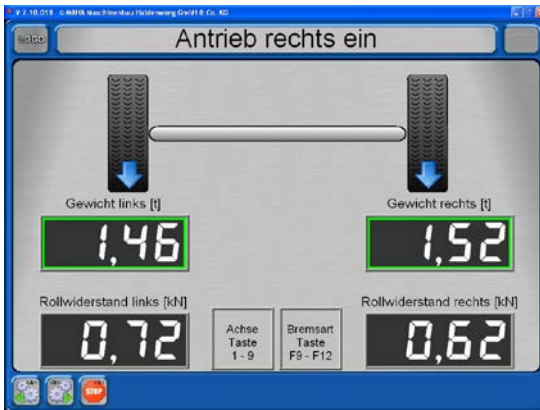 V 7.10.018 © MAHA Maschinenbau Haldenwang GmbH & Co. KG
LOGO
Antrieb rechts ein
Gewicht links [t]
Gewicht rechts [t]
1,46
1,52
Rollwiderstand links [kN]
Rollwiderstand rechts [kN]
0,72
Achse
Taste
1 - 9
Bremsart
Taste
F9 - F12
0,62
STOP